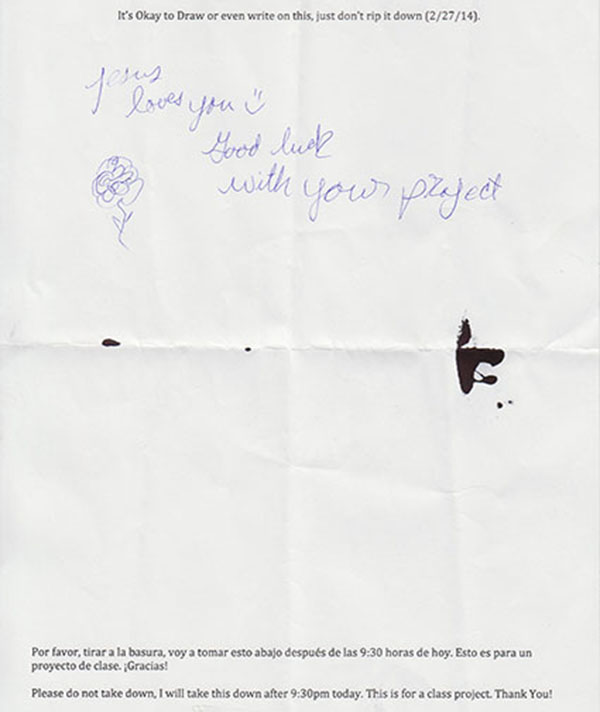 It's Okay to Draw or even write on this, just don't rip it down (2/27/14).
Jesus
loves you
Good luck
with your project
Por favor, tirar a la basura, voy a tomar esto abajo después de las 9:30 horas de hoy. Esto es para un
proyecto de clase. ¡Gracias!
Please do not take down, I will take this down after 9:30pm today. This is for a class project. Thank You!